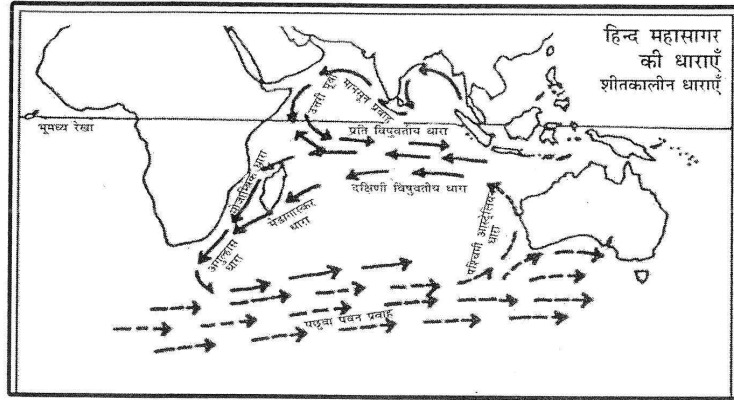 हिन्द महासागर
की धाराएँ
शीतकालीन धाराएँ
उत्तरी पूर्वी
मानसून प्रवाह
भूमध्य रेखा
प्रति विषुवतीय धारा
मोजाम्बिक धारा
दक्षिणी विषुवतीय धारा
मेडागास्कर
धारा
पश्चिमी आस्ट्रेलियन
धारा
अगुल्हास
धारा
पछुवा पवन प्रवाह